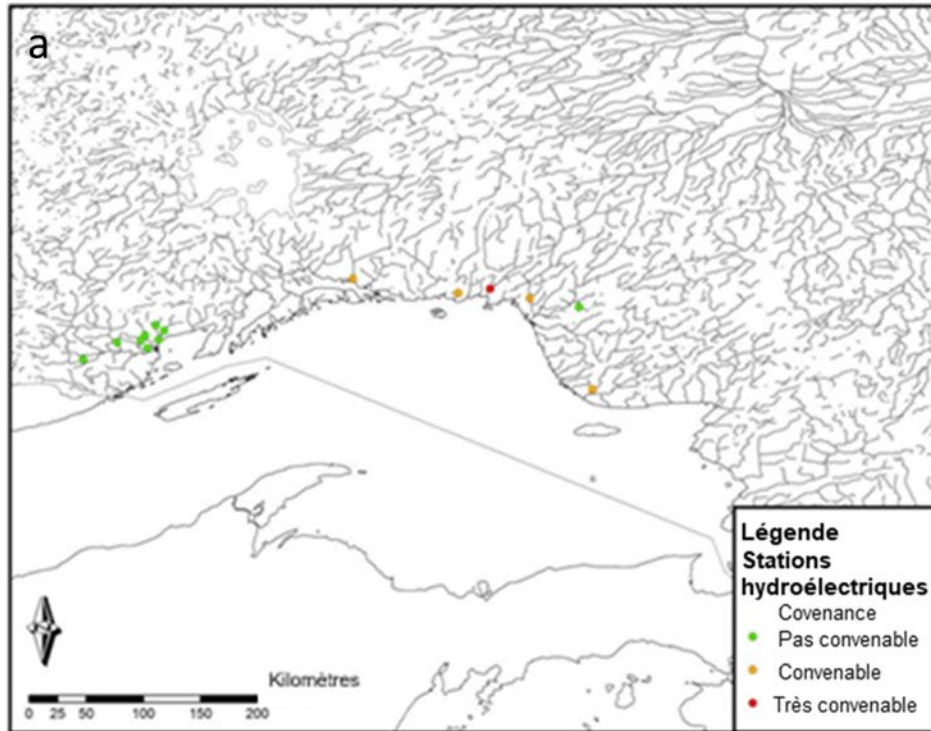 a
Légende
Stations
hydroélectriques
Covenance
Pas convenable
Convenable
Très convenable
Kilomètres
0 25 50 100 150 200
N